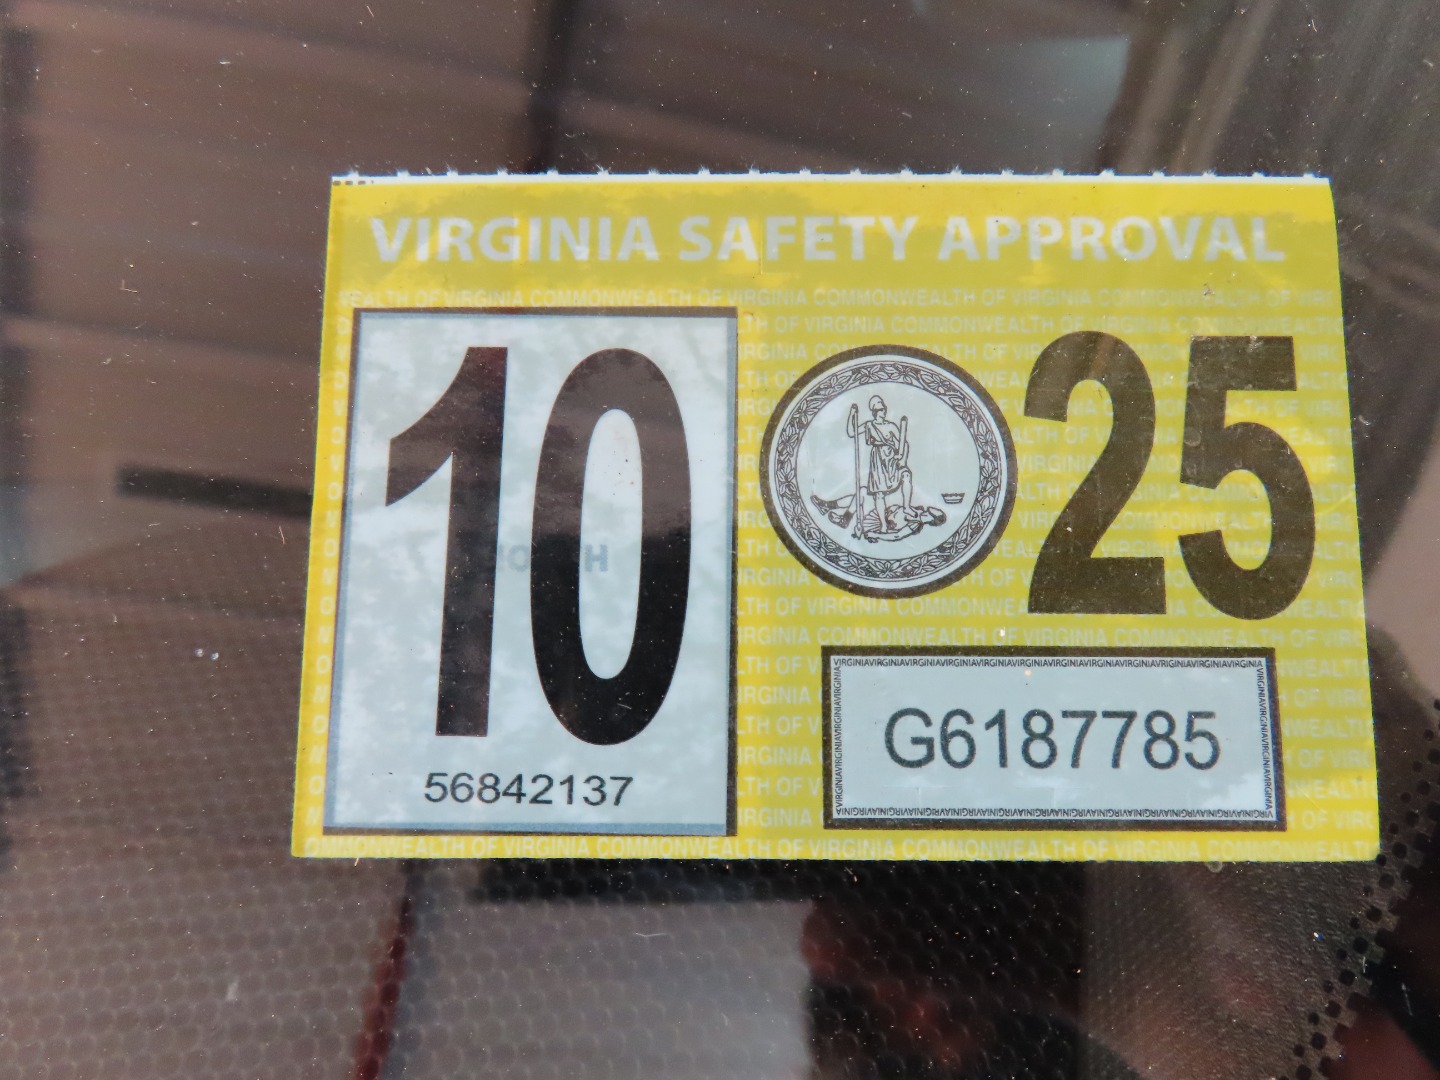 VIRGINIA SAFETY APPROVAL
10
25
56842137
G6187785